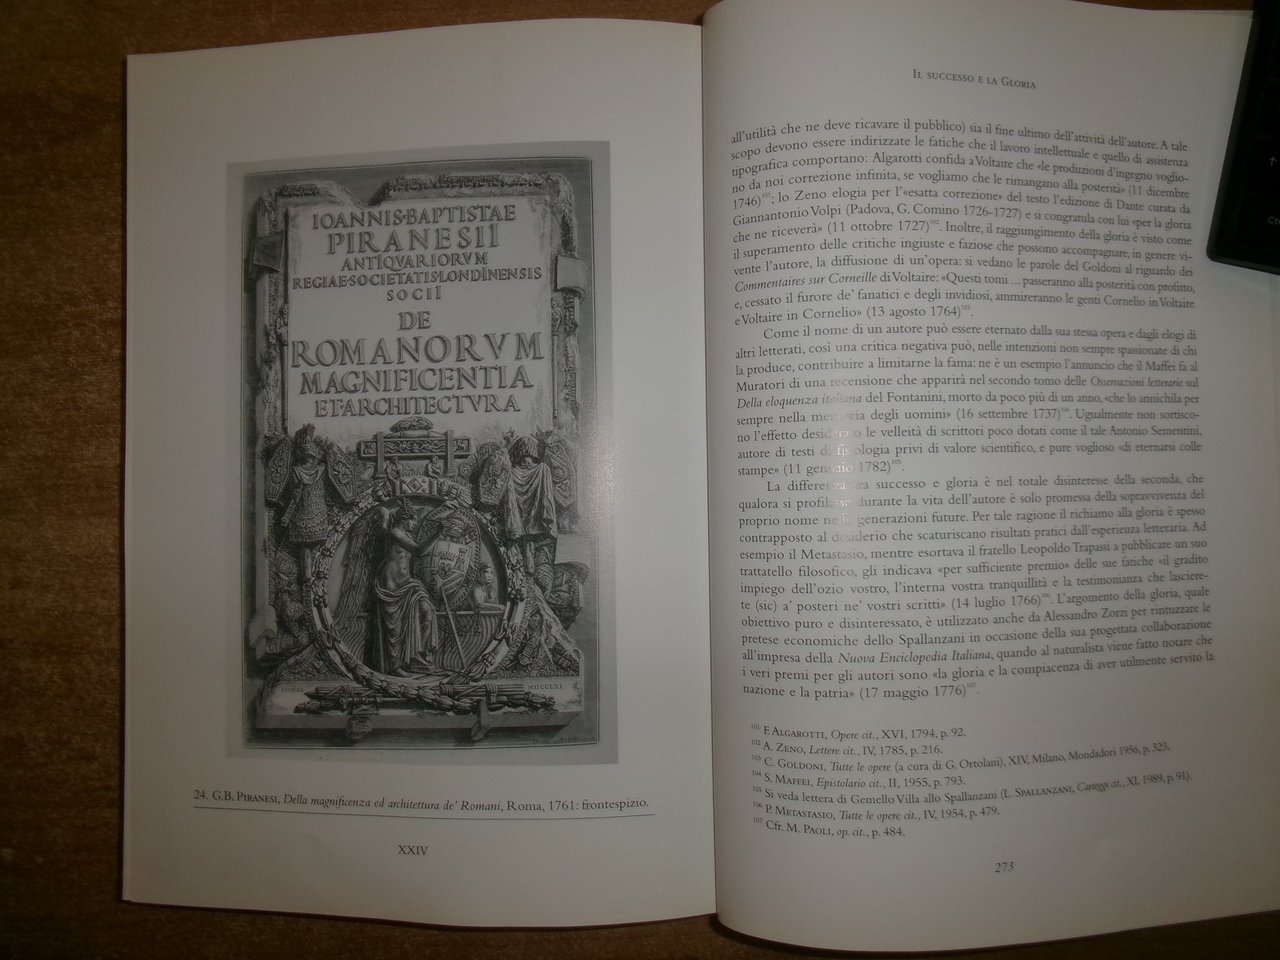 IOANNIS·BAPTISTAE
PIRANESII
ANTIQVARIORVM
REGIAE·SOCIETATIS·LONDINENSIS
SOCII
DE
ROMANORVM
MAGNIFICENTIA
ET·ARCHITECTVRA
ROMAE
MDCCLXI
24. G.B. PIRANESI, Della magnificenza ed architettura de' Romani, Roma, 1761: frontespizio.
XXIV
IL SUCCESSO E LA GLORIA
all'utilità che ne deve ricavare il pubblico) sia il fine ultimo dell'attività dell'autore. A tale
scopo devono essere indirizzate le fatiche che il lavoro intellettuale e quello di assistenza
tipografica comportano: Algarotti confida a Voltaire che «le produzioni d'ingegno voglio-
no da noi correzione infinita, se vogliamo che le rimangano alla posterità» (11 dicembre
1746)101; lo Zeno elogia per l'«esatta correzione» del testo l'edizione di Dante curata da
Giannantonio Volpi (Padova, G. Comino 1726-1727) e si congratula con lui «per la gloria
che ne riceverà» (11 ottobre 1727)102. Inoltre, il raggiungimento della gloria è visto come
il superamento delle critiche ingiuste e faziose che possono accompagnare, in genere vi-
vente l'autore, la diffusione di un'opera: si vedano le parole del Goldoni al riguardo dei
Commentaires sur Corneille di Voltaire: «Questi tomi ... passeranno alla posterità con profitto,
e, cessato il furore de' fanatici e degli invidiosi, ammireranno le genti Cornelio in Voltaire
e Voltaire in Cornelio» (13 agosto 1764)103.
Come il nome di un autore può essere eternato dalla sua stessa opera e dagli elogi di
altri letterati, così una critica negativa può, nelle intenzioni non sempre spassionate di chi
la produce, contribuire a limitarne la fama: ne è un esempio l'annuncio che il Maffei fa al
Muratori di una recensione che apparirà nel secondo tomo delle Osservazioni letterarie sul
Della eloquenza italiana del Fontanini, morto da poco più di un anno, «che lo annichila per
sempre nella memoria degli uomini» (16 settembre 1737)104. Ugualmente non sortisco-
no l'effetto desiderato le velleità di scrittori poco dotati come il tale Antonio Sementini,
autore di testi di fisiologia privi di valore scientifico, e pure voglioso «di eternarsi colle
stampe» (11 gennaio 1782)105.
La differenza tra successo e gloria è nel totale disinteresse della seconda, che
qualora si profilasse durante la vita dell'autore è solo promessa della sopravvivenza del
proprio nome nelle generazioni future. Per tale ragione il richiamo alla gloria è spesso
contrapposto al desiderio che scaturiscano risultati pratici dall'esperienza letteraria. Ad
esempio il Metastasio, mentre esortava il fratello Leopoldo Trapassi a pubblicare un suo
trattatello filosofico, gli indicava «per sufficiente premio» delle sue fatiche «il gradito
impiego dell'ozio vostro, l'interna vostra tranquillità e la testimonianza che lasciere-
te (sic) a' posteri ne' vostri scritti» (14 luglio 1766)106. L'argomento della gloria, quale
obiettivo puro e disinteressato, è utilizzato anche da Alessandro Zorzi per rintuzzare le
pretese economiche dello Spallanzani in occasione della sua progettata collaborazione
all'impresa della Nuova Enciclopedia Italiana, quando al naturalista viene fatto notare che
i veri premi per gli autori sono «la gloria e la compiacenza di aver utilmente servito la
nazione e la patria» (17 maggio 1776)107.
101 F. ALGAROTTI, Opere cit., XVI, 1794, p. 92.
102 A. ZENO, Lettere cit., IV, 1785, p. 216.
103 C. GOLDONI, Tutte le opere (a cura di G. Ortolani), XIV, Milano, Mondadori 1956, p. 323.
104 S. MAFFEI, Epistolario cit., II, 1955, p. 793.
105 Si veda lettera di Gemello Villa allo Spallanzani (L. SPALLANZANI, Carteggi cit., XI, 1989, p. 91).
106 P. METASTASIO, Tutte le opere cit., IV, 1954, p. 479.
107 Cfr. M. PAOLI, op. cit., p. 484.
273